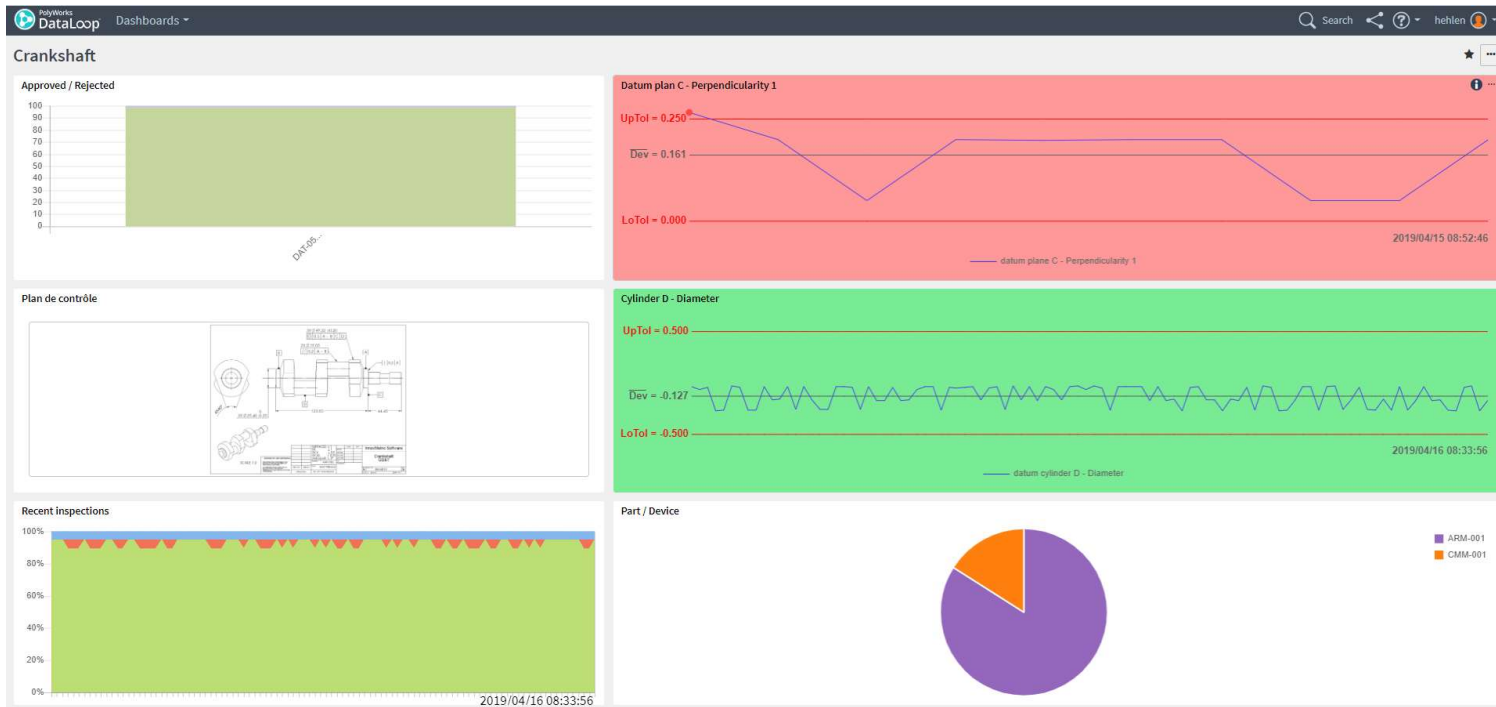 PolyWorks
DataLoop Dashboards
Search
hehlen
Crankshaft
Approved / Rejected
100
90
80
70
60
50
40
30
20
10
0
DAT-05...
Datum plan C - Perpendicularity 1
UpTol = 0.250
Dev = 0.161
LoTol = 0.000
2019/04/15 08:52:46
datum plane C - Perpendicularity 1
Plan de contrôle
Cylinder D - Diameter
UpTol = 0.500
Dev = -0.127
LoTol = -0.500
2019/04/16 08:33:56
datum cylinder D - Diameter
Recent inspections
100%
80%
60%
40%
20%
0%
2019/04/16 08:33:56
Part / Device
ARM-001
CMM-001